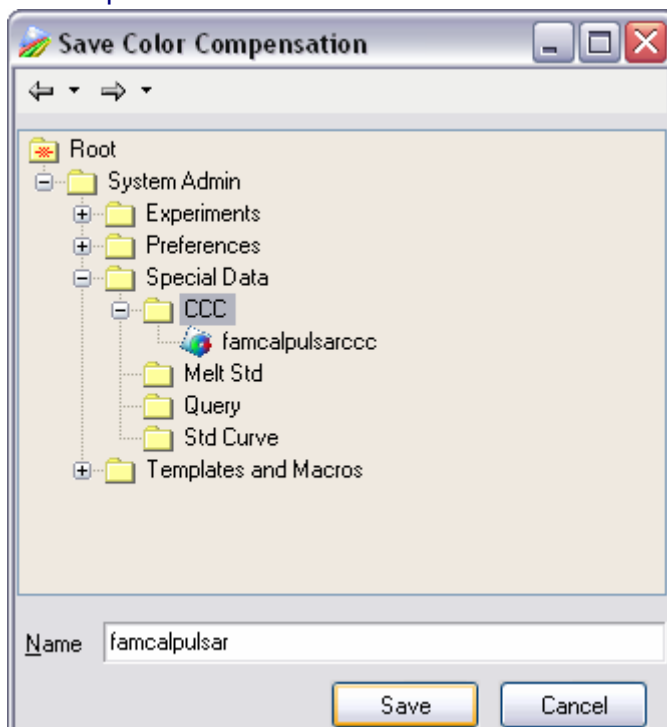 Save Color Compensation
Root
System Admin
Experiments
Preferences
Special Data
CCC
famcalpulsarccc
Melt Std
Query
Std Curve
Templates and Macros
Name famcalpulsar
Save Cancel